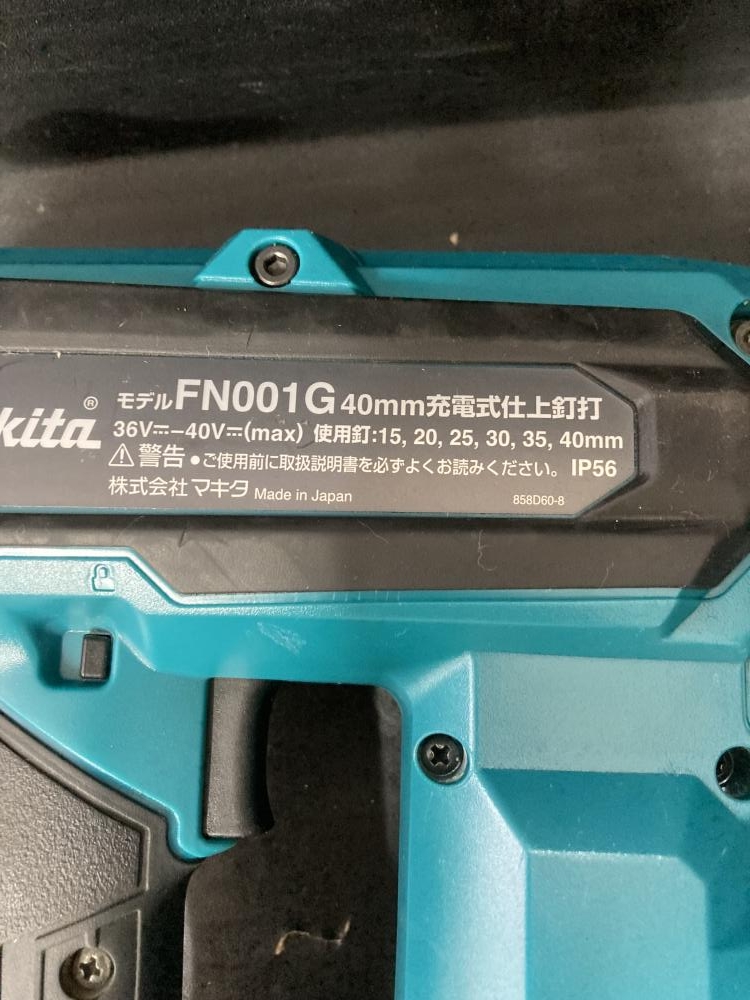 kita ® モデル FN001G 40mm充電式仕上釘打
36V⎓-40V⎓(max) 使用釘:15, 20, 25, 30, 35, 40mm
⚠警告 ●ご使用前に取扱説明書を必ずよくお読みください。 IP56
株式会社 マキタ Made in Japan 858D60-8